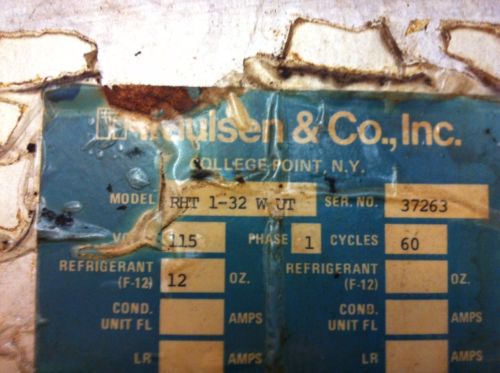 aulsen & Co., Inc.
COLLEGE POINT, N.Y.
MODEL RHT 1-32 W UT SER. NO. 37263
115 PHASE 1 CYCLES 60
REFRIGERANT (F-12) 12 OZ. REFRIGERANT (F-12) OZ.
COND. UNIT FL AMPS COND. UNIT FL AMPS
LR AMPS LR AMPS